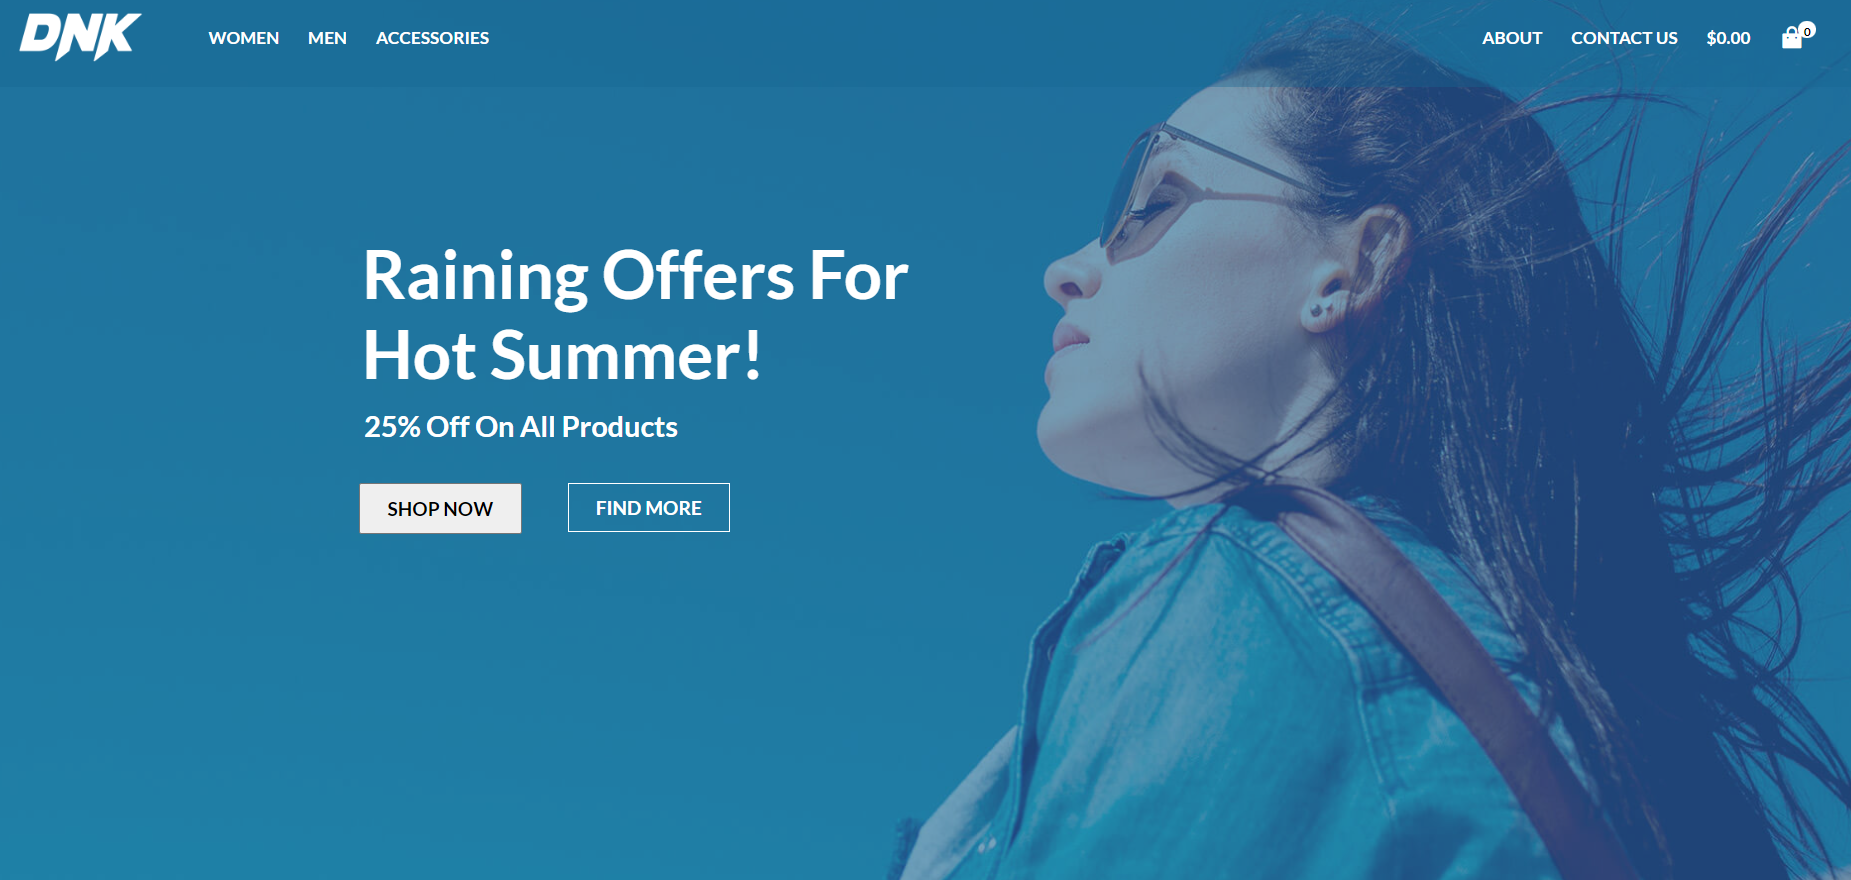 DNK
WOMEN MEN ACCESSORIES
ABOUT CONTACT US $0.00 0
Raining Offers For
Hot Summer!
25% Off On All Products
SHOP NOW FIND MORE